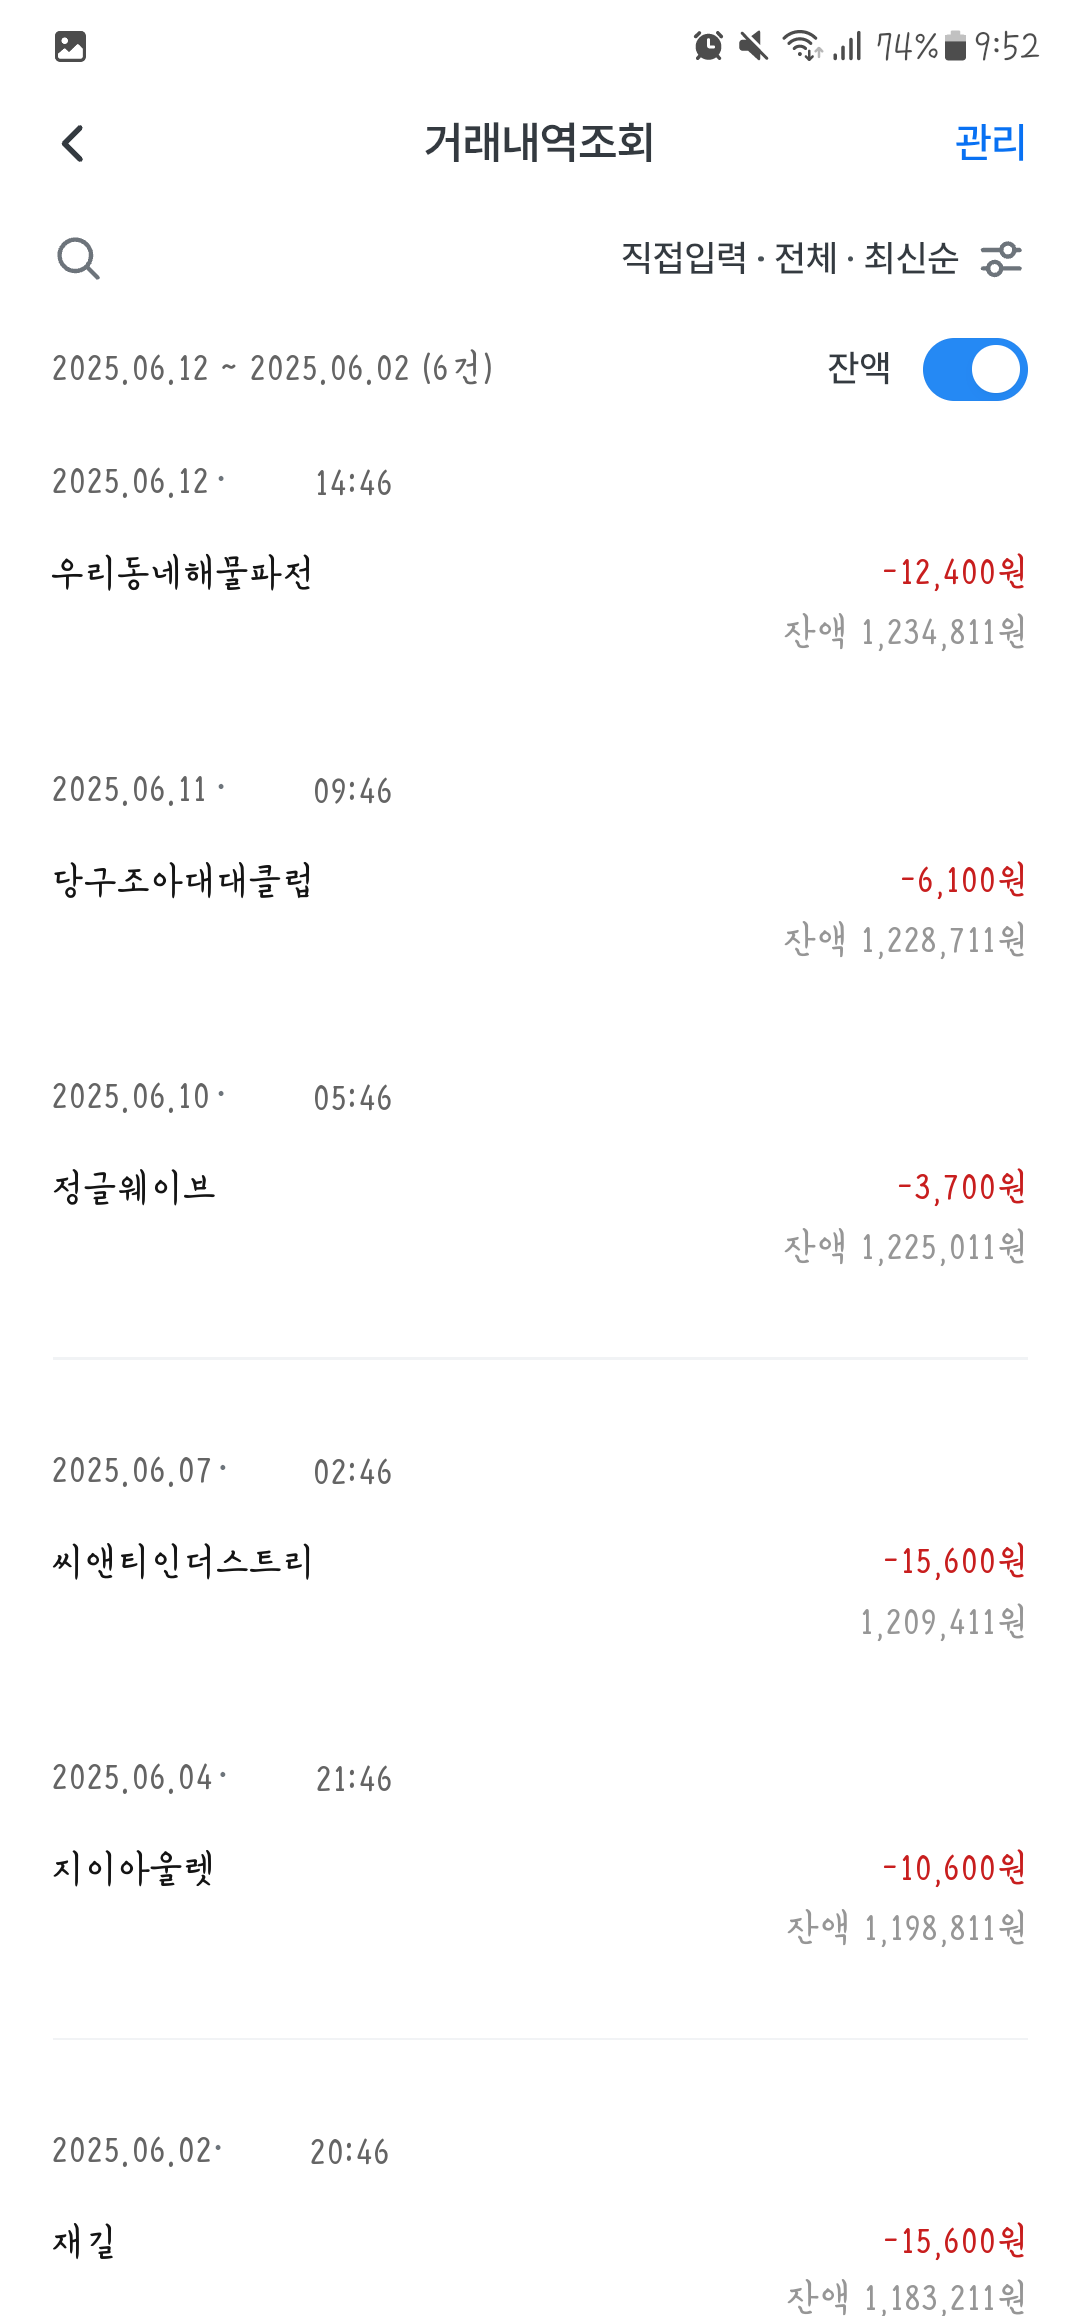 74% 9:52
거래내역조회 관리
직접입력 · 전체 · 최신순
2025.06.12 ~ 2025.06.02 (6건) 잔액
2025.06.12 · 14:46
우리동네해물파전 -12,400원
잔액 1,234,811원
2025.06.11 · 09:46
당구조아대대클럽 -6,100원
잔액 1,228,711원
2025.06.10 · 05:46
정글웨이브 -3,700원
잔액 1,225,011원
2025.06.07 · 02:46
씨앤티인더스트리 -15,600원
1,209,411원
2025.06.04 · 21:46
지이아울렛 -10,600원
잔액 1,198,811원
2025.06.02· 20:46
재길 -15,600원
잔액 1,183,211원